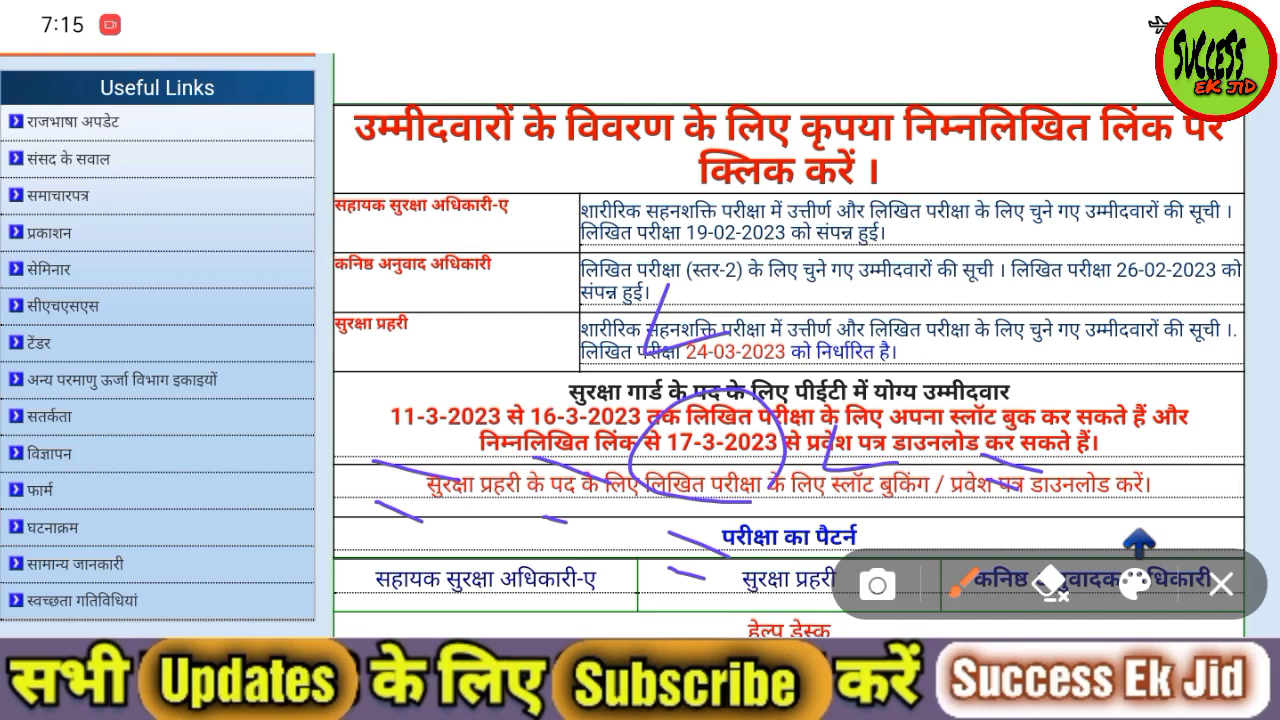 7:15
SUCCESS
EK JID
Useful Links
राजभाषा अपडेट
संसद के सवाल
समाचारपत्र
प्रकाशन
सेमिनार
सीएचएसएस
टेंडर
अन्य परमाणु ऊर्जा विभाग इकाइयों
सतर्कता
विज्ञापन
फार्म
घटनाक्रम
सामान्य जानकारी
स्वच्छता गतिविधियां
उम्मीदवारों के विवरण के लिए कृपया निम्नलिखित लिंक पर
क्लिक करें ।
सहायक सुरक्षा अधिकारी-ए
शारीरिक सहनशक्ति परीक्षा में उत्तीर्ण और लिखित परीक्षा के लिए चुने गए उम्मीदवारों की सूची ।
लिखित परीक्षा 19-02-2023 को संपन्न हुई।
कनिष्ठ अनुवाद अधिकारी
लिखित परीक्षा (स्तर-2) के लिए चुने गए उम्मीदवारों की सूची । लिखित परीक्षा 26-02-2023 को
संपन्न हुई।
सुरक्षा प्रहरी
शारीरिक सहनशक्ति परीक्षा में उत्तीर्ण और लिखित परीक्षा के लिए चुने गए उम्मीदवारों की सूची ।.
लिखित परीक्षा 24-03-2023 को निर्धारित है।
सुरक्षा गार्ड के पद के लिए पीईटी में योग्य उम्मीदवार
11-3-2023 से 16-3-2023 तक लिखित परीक्षा के लिए अपना स्लॉट बुक कर सकते हैं और
निम्नलिखित लिंक से 17-3-2023 से प्रवेश पत्र डाउनलोड कर सकते हैं।
सुरक्षा प्रहरी के पद के लिए लिखित परीक्षा के लिए स्लॉट बुकिंग / प्रवेश पत्र डाउनलोड करें।
परीक्षा का पैटर्न
सहायक सुरक्षा अधिकारी-ए
सुरक्षा प्रहरी
कनिष्ठ अनुवादक अधिकारी
हेल्प डेस्क
सभी Updates के लिए Subscribe करें Success Ek Jid